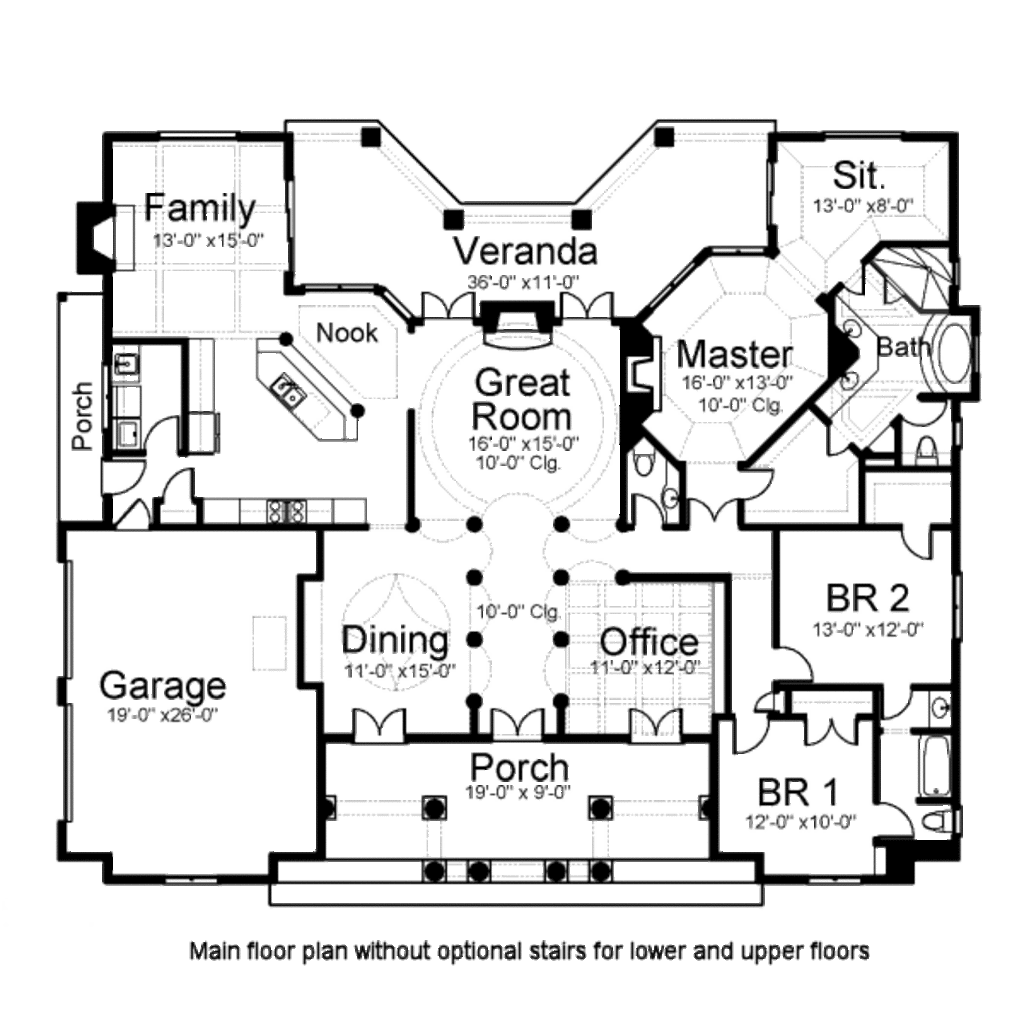 Family
13'-0" x15'-0"
Sit.
13'-0" x8'-0"
Veranda
36'-0" x11'-0"
Nook
Bath
Master
16'-0" x13'-0"
10'-0" Clg.
Great
Room
16'-0" x15'-0"
10'-0" Clg.
Porch
BR 2
13'-0" x12'-0"
10'-0" Clg.
Dining
11'-0" x15'-0"
Office
11'-0" x12'-0"
Garage
19'-0" x26'-0"
Porch
19'-0" x 9'-0"
BR 1
12'-0" x10'-0"
Main floor plan without optional stairs for lower and upper floors